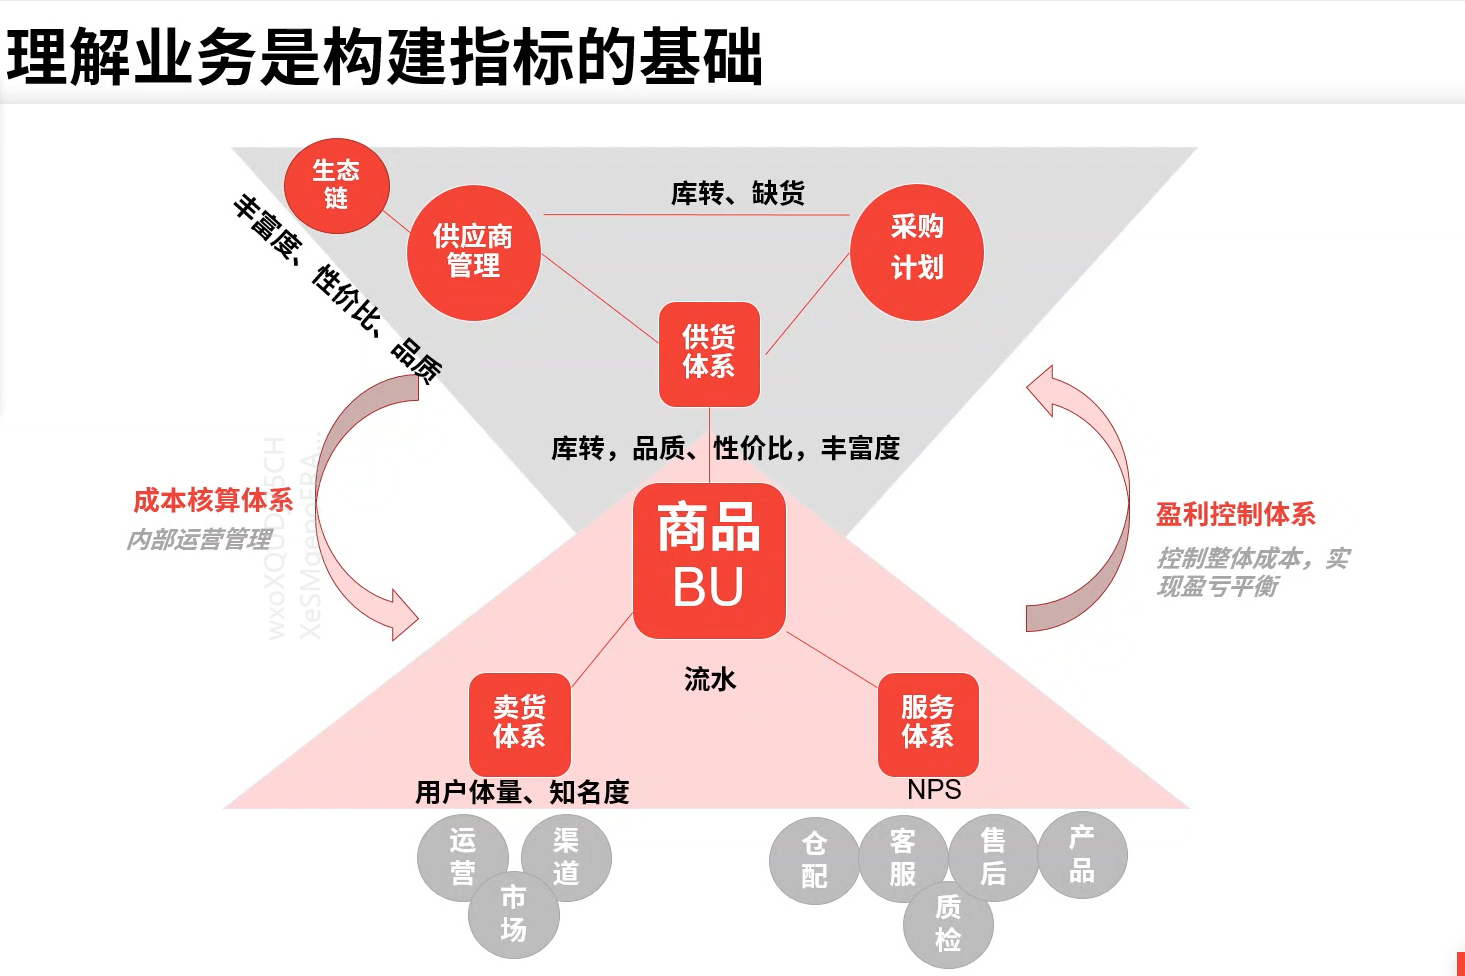 理解业务是构建指标的基础
生态
链
供应商
管理
库转、缺货
采购
计划
丰富度、性价比、品质
供货
体系
库转，品质、性价比，丰富度
成本核算体系
内部运营管理
商品
BU
盈利控制体系
控制整体成本，实
现盈亏平衡
流水
卖货
体系
服务
体系
用户体量、知名度
NPS
运
营
渠
道
市
场
仓
配
客
服
售
后
产
品
质
检